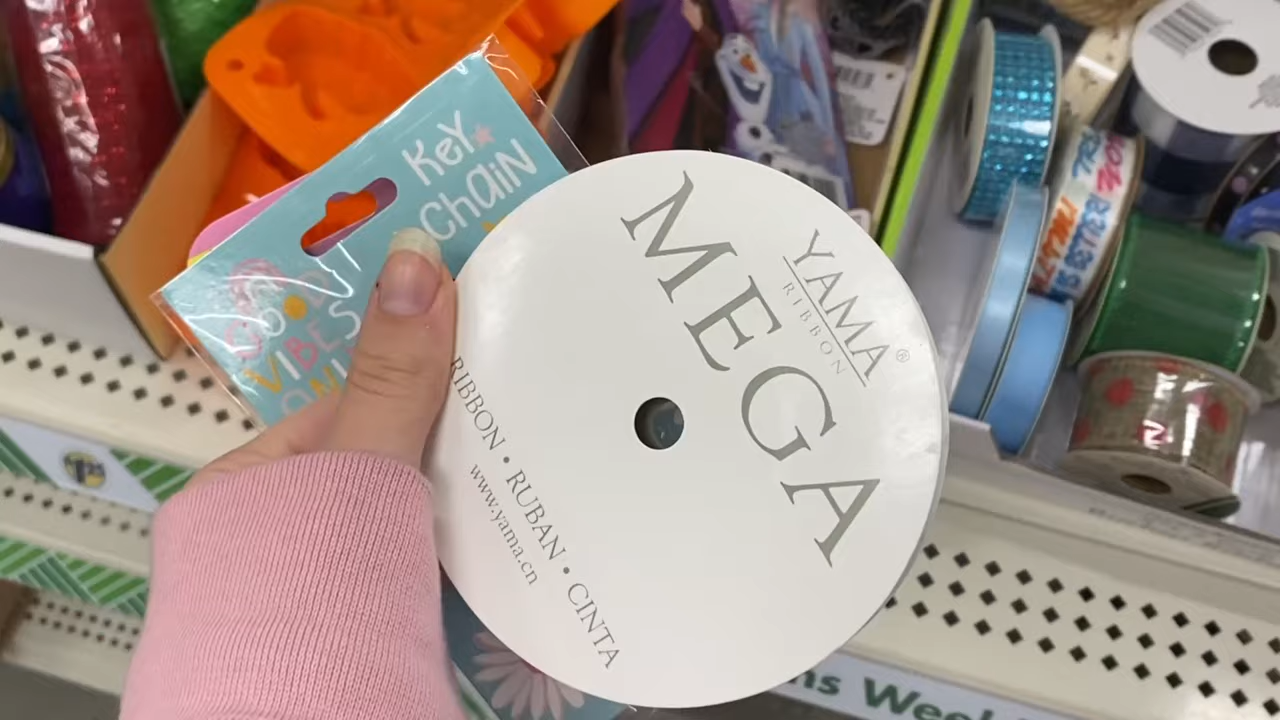 KEY
CHAIN
GOOD
VIBES
YAMA®
RIBBON
MEGA
RIBBON • RUBAN • CINTA
www.yama.cn